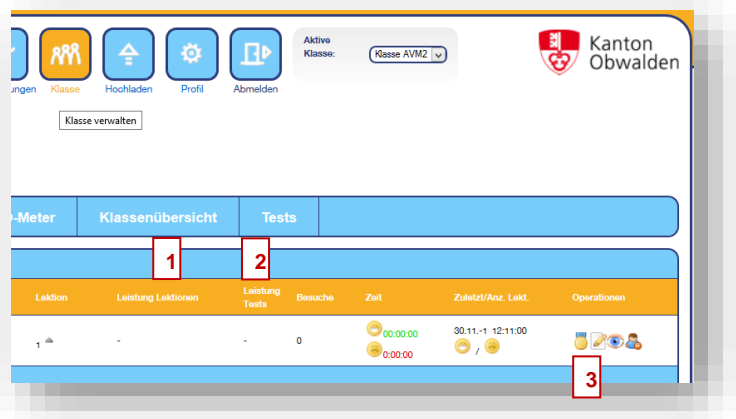 Aktive
Klasse:
Klasse AVM2
Kanton
Obwalden
Klasse
Hochladen
Profil
Abmelden
Klasse verwalten
Klassenübersicht
Tests
1
2
Lektion
Leistung Lektionen
Leistung
Tests
Besuche
Zeit
Zuletzt/Anz. Lekt.
Operationen
1
-
-
0
00:00:00
0:00:00
30.11.-1 12:11:00
/
3